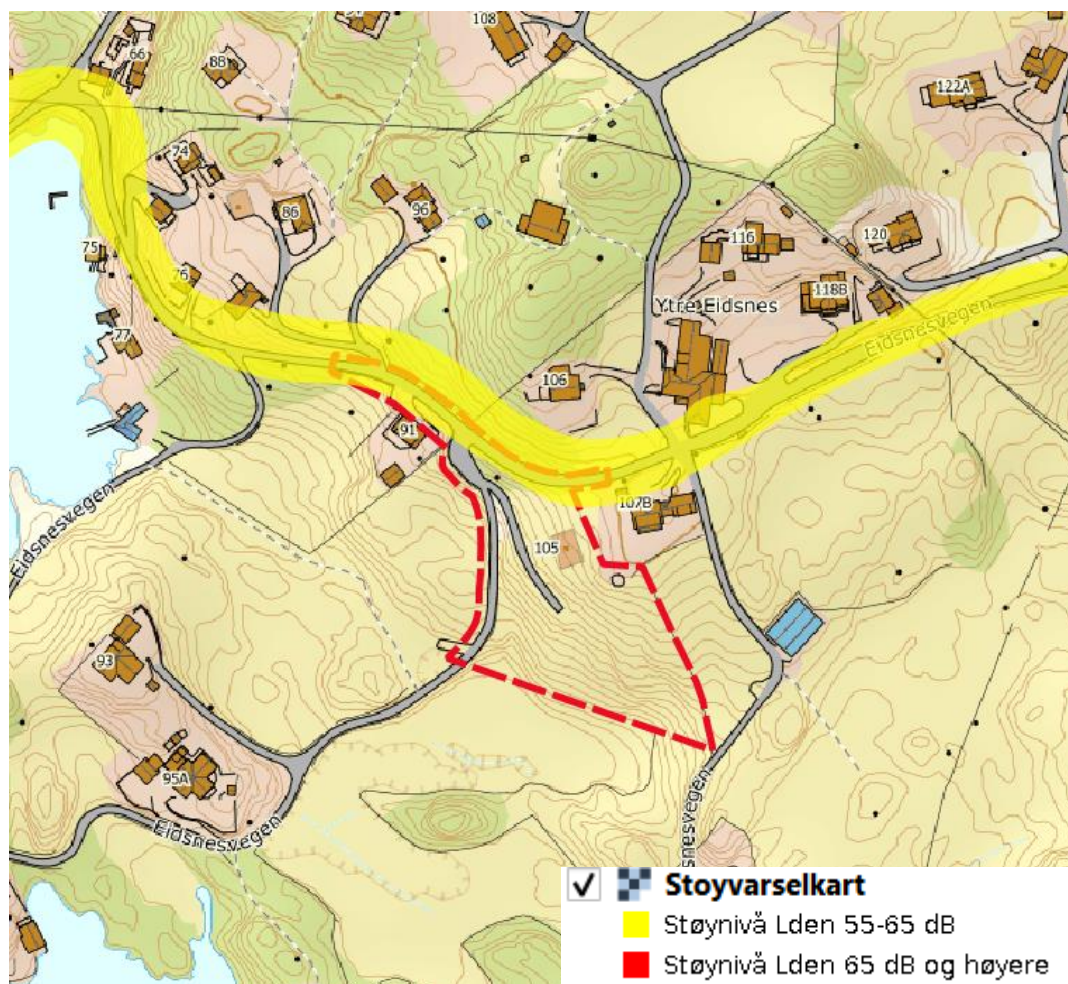 108
66
88
122A
74
86
96
116
120
75
76
118B
Ytre Eidsnes
77
Eidsnesvegen
106
91
107B
Eidsnesvegen
105
93
95A
Eidsnesvegen
snesvegen
Stoyvarselkart
Støynivå Lden 55-65 dB
Støynivå Lden 65 dB og høyere